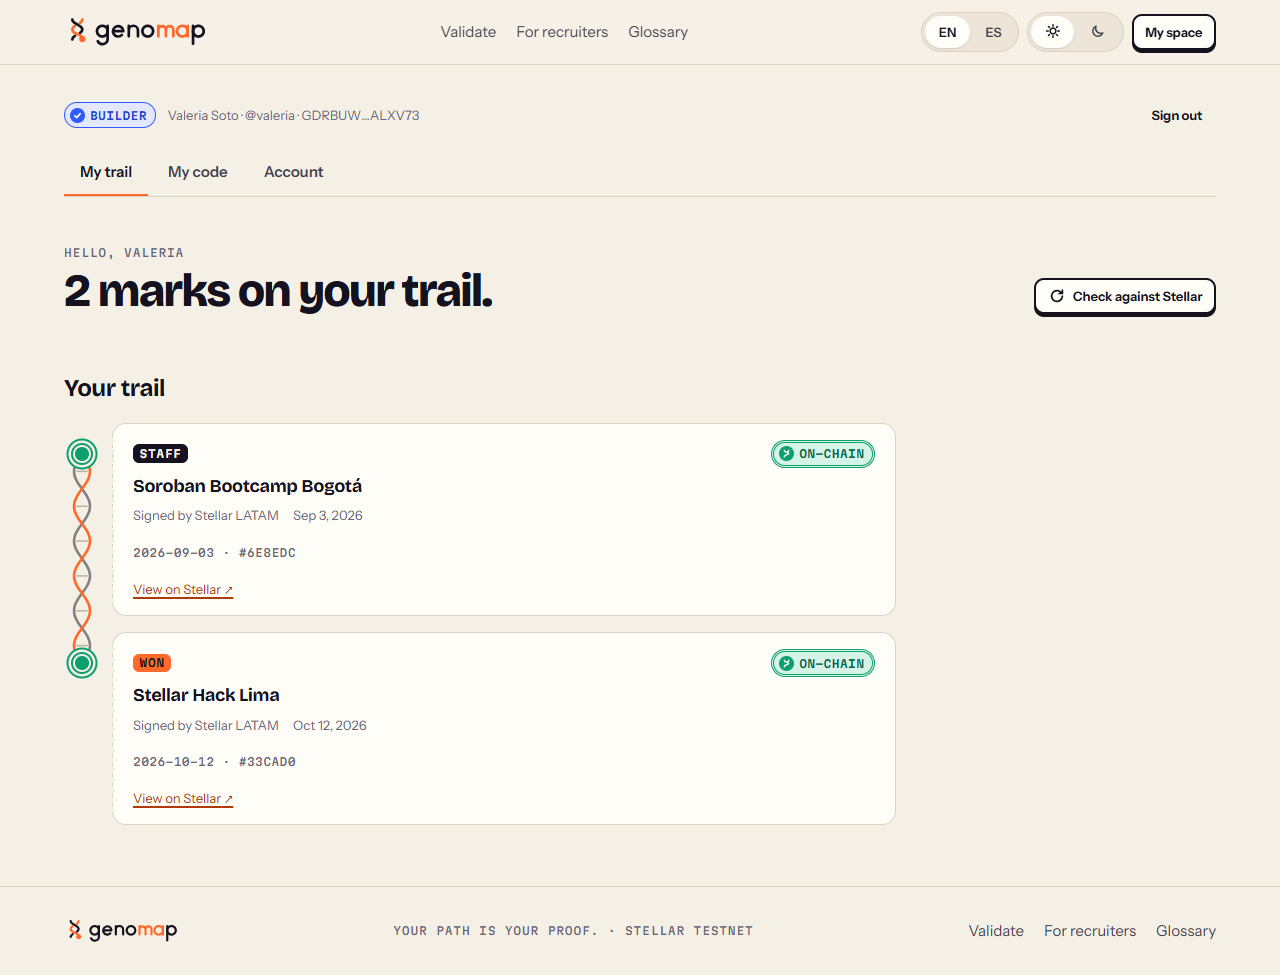 genomap
Validate For recruiters Glossary
EN ES
My space
BUILDER Valeria Soto · @valeria · GDRBUW…ALXV73
Sign out
My trail My code Account
HELLO, VALERIA
2 marks on your trail.
Check against Stellar
Your trail
STAFF
ON-CHAIN
Soroban Bootcamp Bogotá
Signed by Stellar LATAM Sep 3, 2026
2026-09-03 · #6E8EDC
View on Stellar ↗
WON
ON-CHAIN
Stellar Hack Lima
Signed by Stellar LATAM Oct 12, 2026
2026-10-12 · #33CAD0
View on Stellar ↗
genomap
YOUR PATH IS YOUR PROOF. · STELLAR TESTNET
Validate For recruiters Glossary